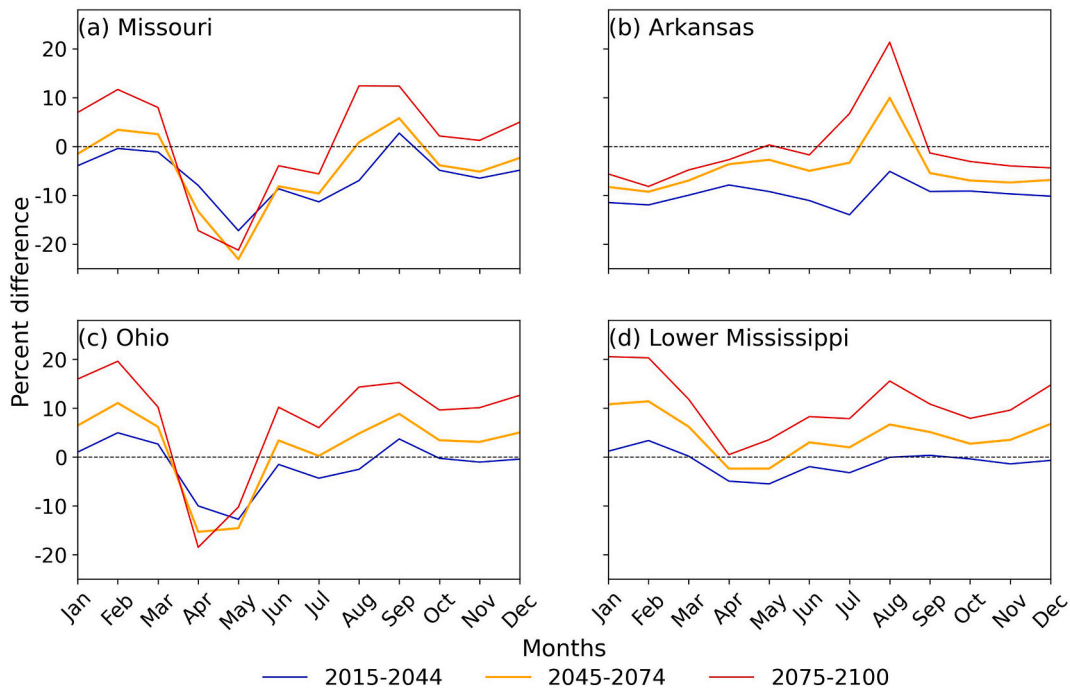 (a) Missouri
(b) Arkansas
20
10
0
-10
-20
(c) Ohio
(d) Lower Mississippi
20
10
0
-10
-20
Percent difference
Jan Feb Mar Apr May Jun Jul Aug Sep Oct Nov Dec
Jan Feb Mar Apr May Jun Jul Aug Sep Oct Nov Dec
Months
2015-2044 2045-2074 2075-2100